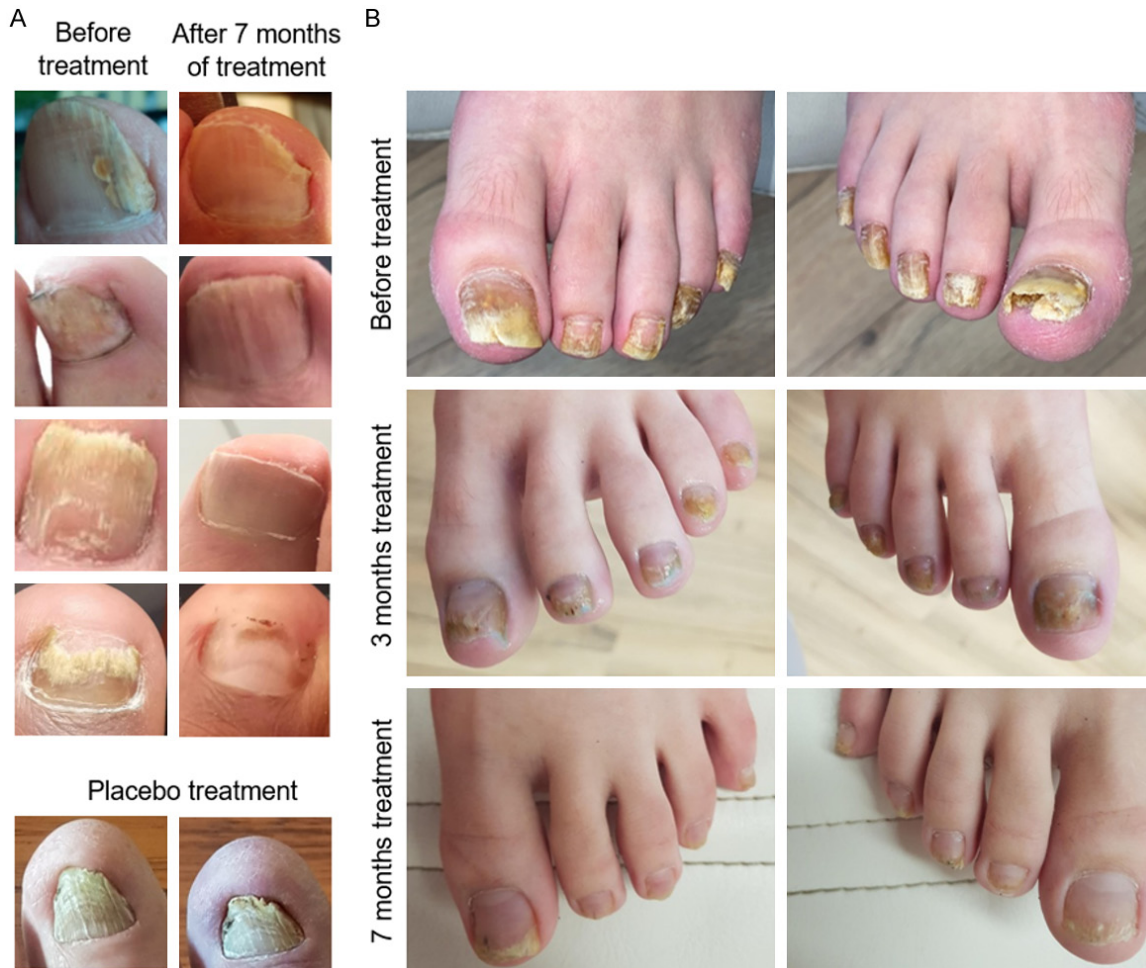 A
B
Before
treatment
After 7 months
of treatment
Before treatment
3 months treatment
7 months treatment
Placebo treatment